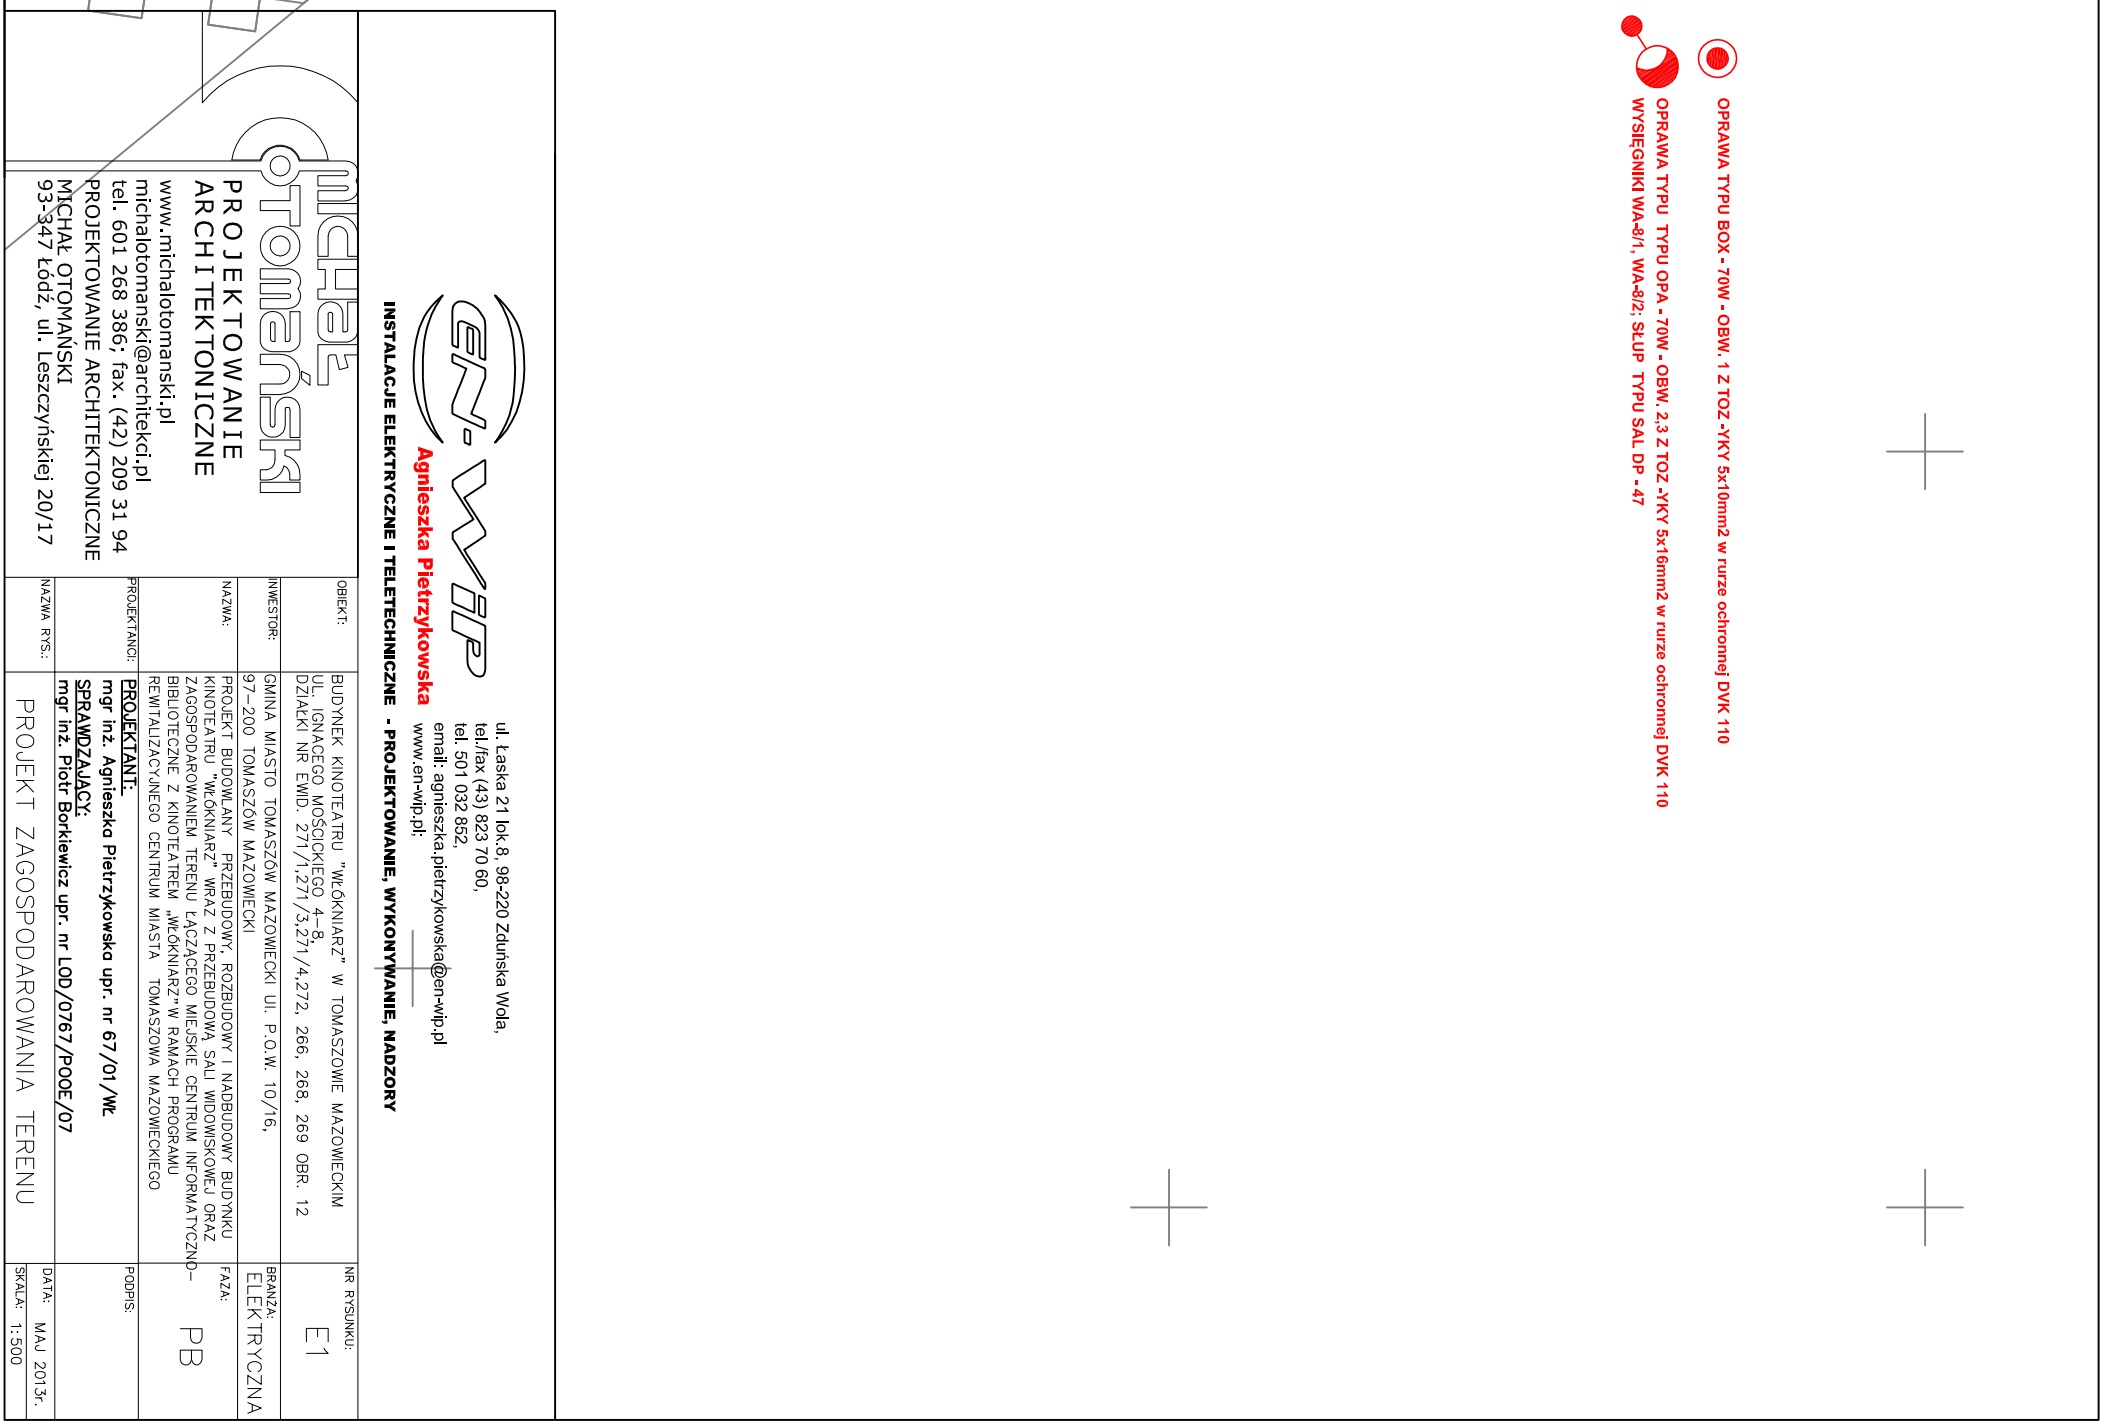 OPRAWA TYPU BOX - 70W - OBW. 1 Z TOZ -YKY 5x10mm2 w rurze ochronnej DVK 110
OPRAWA TYPU  TYPU OPA - 70W - OBW. 2,3 Z TOZ -YKY 5x16mm2 w rurze ochronnej DVK 110
WYSIĘGNIKI WA-8/1, WA-8/2; SŁUP  TYPU SAL DP - 47
en-wip
Agnieszka Pietrzykowska
ul. Łaska 21 lok.8, 98-220 Zduńska Wola,
tel./fax (43) 823 70 60,
tel. 501 032 852,
email: agnieszka.pietrzykowska@en-wip.pl
www.en-wip.pl;
INSTALACJE ELEKTRYCZNE I TELETECHNICZNE - PROJEKTOWANIE, WYKONYWANIE, NADZORY
MICHAŁ
OTOMAŃSKI
PROJEKTOWANIE
ARCHITEKTONICZNE
www.michalotomanski.pl
michalotomanski@architekci.pl
tel. 601 268 386; fax. (42) 209 31 94
PROJEKTOWANIE ARCHITEKTONICZNE
MICHAŁ OTOMAŃSKI
93-347 Łódź, ul. Leszczyńskiej 20/17
OBIEKT:
BUDYNEK KINOTEATRU "WŁÓKNIARZ" W TOMASZOWIE MAZOWIECKIM
UL. IGNACEGO MOŚCICKIEGO 4-8,
DZIAŁKI NR EWID. 271/1,271/3,271/4,272, 266, 268, 269 OBR. 12
NR RYSUNKU:
E1
INWESTOR:
GMINA MIASTO TOMASZÓW MAZOWIECKI Ul. P.O.W. 10/16,
97-200 TOMASZÓW MAZOWIECKI
BRANŻA:
ELEKTRYCZNA
NAZWA:
PROJEKT BUDOWLANY  PRZEBUDOWY, ROZBUDOWY I NADBUDOWY BUDYNKU
KINOTEATRU "WŁÓKNIARZ" WRAZ Z PRZEBUDOWĄ SALI WIDOWISKOWEJ ORAZ
ZAGOSPODAROWANIEM TERENU ŁĄCZĄCEGO MIEJSKIE CENTRUM INFORMATYCZNO-
BIBLIOTECZNE Z KINOTEATREM „WŁÓKNIARZ" W RAMACH PROGRAMU
REWITALIZACYJNEGO CENTRUM MIASTA  TOMASZOWA MAZOWIECKIEGO
FAZA:
PB
PROJEKTANCI:
PROJEKTANT:
mgr inż. Agnieszka Pietrzykowska upr. nr 67/01/WŁ
SPRAWDZAJĄCY:
mgr inż. Piotr Borkiewicz upr. nr LOD/0767/POOE/07
PODPIS:
NAZWA RYS.:
PROJEKT ZAGOSPODAROWANIA TERENU
DATA: MAJ 2013r.
SKALA: 1:500